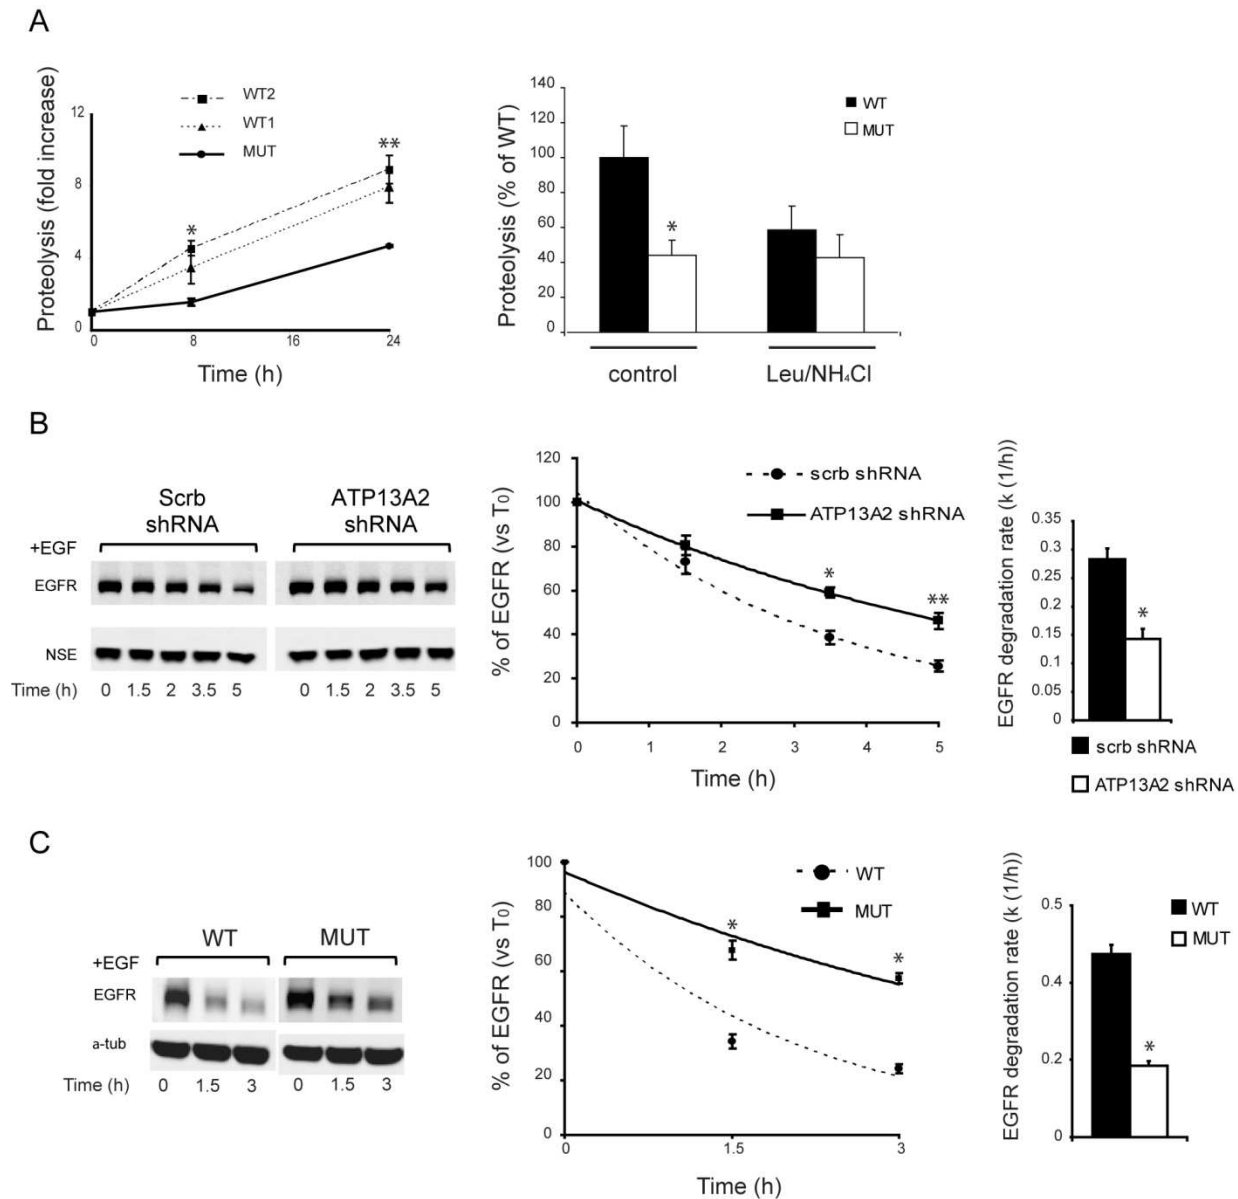 A
WT2
WT1
MUT
Proteolysis (fold increase)
12
8
4
0
*
**
0 8 16 24
Time (h)
Proteolysis (% of WT)
140
120
100
80
60
40
20
0
WT
MUT
*
control Leu/NH₄Cl
B
Scrb shRNA
ATP13A2 shRNA
+EGF
EGFR
NSE
Time (h) 0 1.5 2 3.5 5 0 1.5 2 3.5 5
% of EGFR (vs T₀)
120
100
80
60
40
20
0
scrb shRNA
ATP13A2 shRNA
*
**
0 1 2 3 4 5
Time (h)
EGFR degradation rate (k (1/h))
0.35
0.3
0.25
0.2
0.15
0.1
0.05
0
*
scrb shRNA
ATP13A2 shRNA
C
WT MUT
+EGF
EGFR
a-tub
Time (h) 0 1.5 3 0 1.5 3
% of EGFR (vs T₀)
100
80
60
40
20
0
WT
MUT
*
*
0 1.5 3
Time (h)
EGFR degradation rate (k (1/h))
0.5
0.2
0
WT
MUT
*